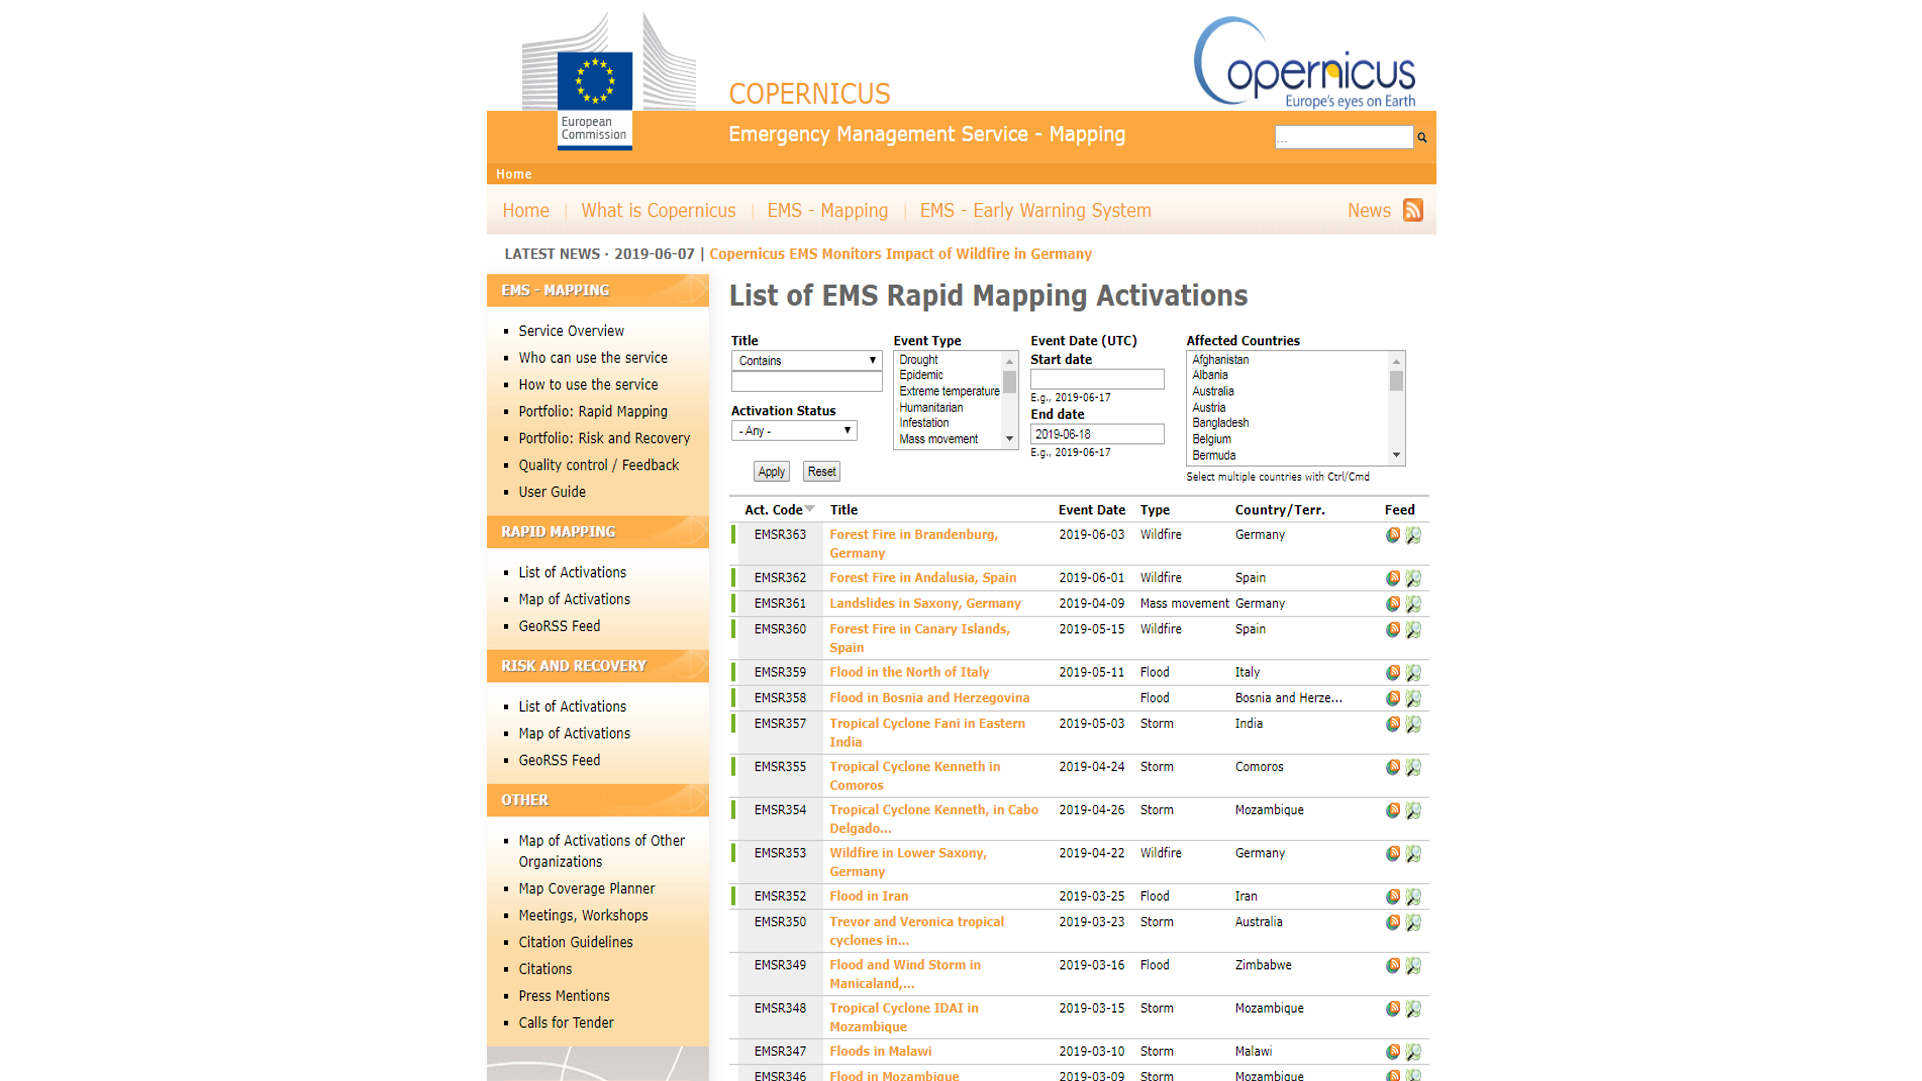 COPERNICUS
opernicus
Europe's eyes on Earth
European
Commission
Emergency Management Service - Mapping
...
Home
Home
What is Copernicus
EMS - Mapping
EMS - Early Warning System
News
LATEST NEWS · 2019-06-07 | Copernicus EMS Monitors Impact of Wildfire in Germany
EMS - MAPPING
Service Overview
Who can use the service
How to use the service
Portfolio: Rapid Mapping
Portfolio: Risk and Recovery
Quality control / Feedback
User Guide
RAPID MAPPING
List of Activations
Map of Activations
GeoRSS Feed
RISK AND RECOVERY
List of Activations
Map of Activations
GeoRSS Feed
OTHER
Map of Activations of Other
Organizations
Map Coverage Planner
Meetings, Workshops
Citation Guidelines
Citations
Press Mentions
Calls for Tender
List of EMS Rapid Mapping Activations
Title
Contains
Activation Status
- Any -
Apply Reset
Event Type
Drought
Epidemic
Extreme temperature
Humanitarian
Infestation
Mass movement
Event Date (UTC)
Start date
E.g., 2019-06-17
End date
2019-06-18
E.g., 2019-06-17
Affected Countries
Afghanistan
Albania
Australia
Austria
Bangladesh
Belgium
Bermuda
Select multiple countries with Ctrl/Cmd
Act. Code Title Event Date Type Country/Terr. Feed
EMSR363 Forest Fire in Brandenburg, 2019-06-03 Wildfire Germany
Germany
EMSR362 Forest Fire in Andalusia, Spain 2019-06-01 Wildfire Spain
EMSR361 Landslides in Saxony, Germany 2019-04-09 Mass movement Germany
EMSR360 Forest Fire in Canary Islands, 2019-05-15 Wildfire Spain
Spain
EMSR359 Flood in the North of Italy 2019-05-11 Flood Italy
EMSR358 Flood in Bosnia and Herzegovina Flood Bosnia and Herze...
EMSR357 Tropical Cyclone Fani in Eastern 2019-05-03 Storm India
India
EMSR355 Tropical Cyclone Kenneth in 2019-04-24 Storm Comoros
Comoros
EMSR354 Tropical Cyclone Kenneth, in Cabo 2019-04-26 Storm Mozambique
Delgado...
EMSR353 Wildfire in Lower Saxony, 2019-04-22 Wildfire Germany
Germany
EMSR352 Flood in Iran 2019-03-25 Flood Iran
EMSR350 Trevor and Veronica tropical 2019-03-23 Storm Australia
cyclones in...
EMSR349 Flood and Wind Storm in 2019-03-16 Flood Zimbabwe
Manicaland,...
EMSR348 Tropical Cyclone IDAI in 2019-03-15 Storm Mozambique
Mozambique
EMSR347 Floods in Malawi 2019-03-10 Storm Malawi
EMSR346 Flood in Mozambique 2019-03-09 Storm Mozambique